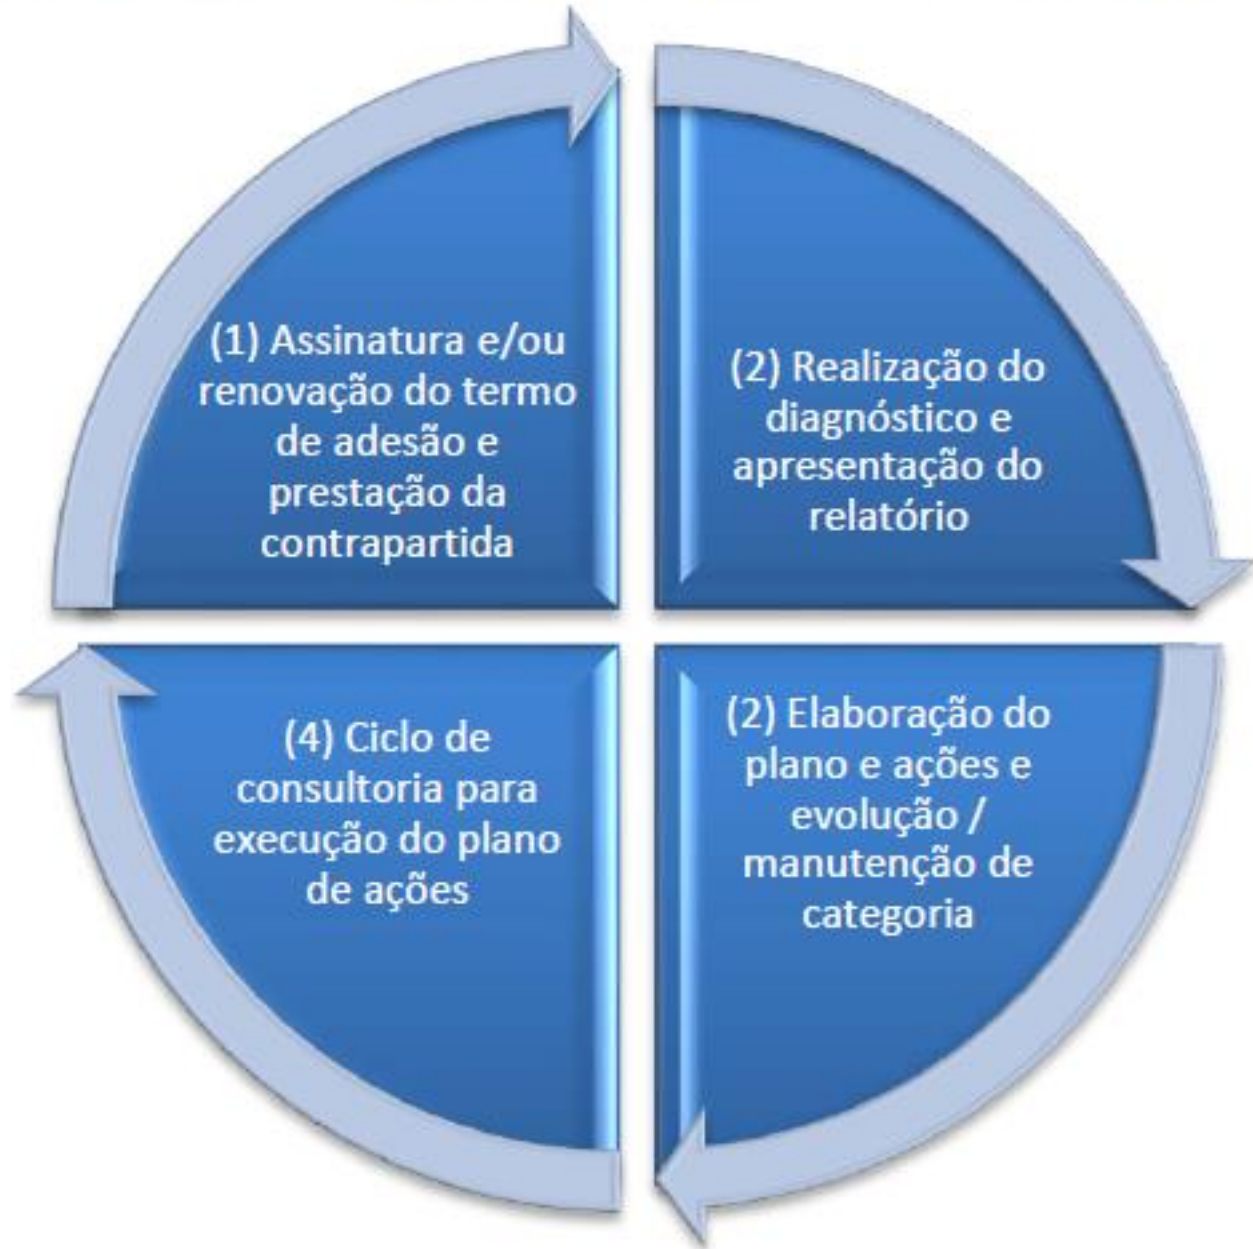 (1) Assinatura e/ou
renovação do termo
de adesão e
prestação da
contrapartida
(2) Realização do
diagnóstico e
apresentação do
relatório
(2) Elaboração do
plano e ações e
evolução /
manutenção de
categoria
(4) Ciclo de
consultoria para
execução do plano
de ações